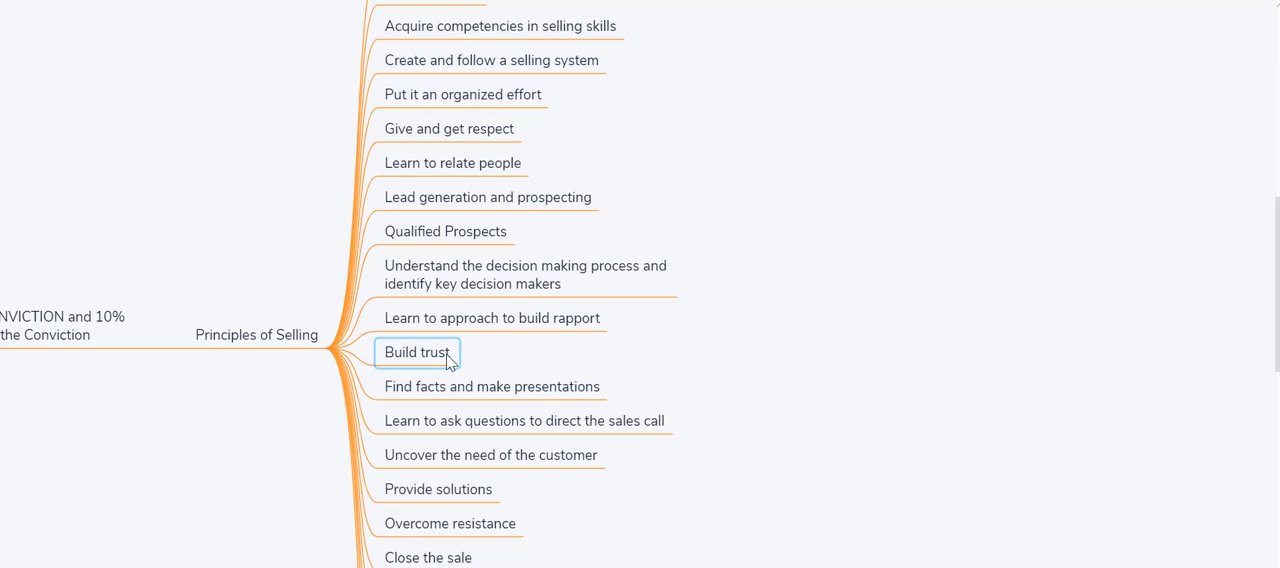 Acquire competencies in selling skills
Create and follow a selling system
Put it an organized effort
Give and get respect
Learn to relate people
Lead generation and prospecting
Qualified Prospects
Understand the decision making process and
identify key decision makers
NVICTION and 10%
the Conviction
Principles of Selling
Learn to approach to build rapport
Build trust
Find facts and make presentations
Learn to ask questions to direct the sales call
Uncover the need of the customer
Provide solutions
Overcome resistance
Close the sale